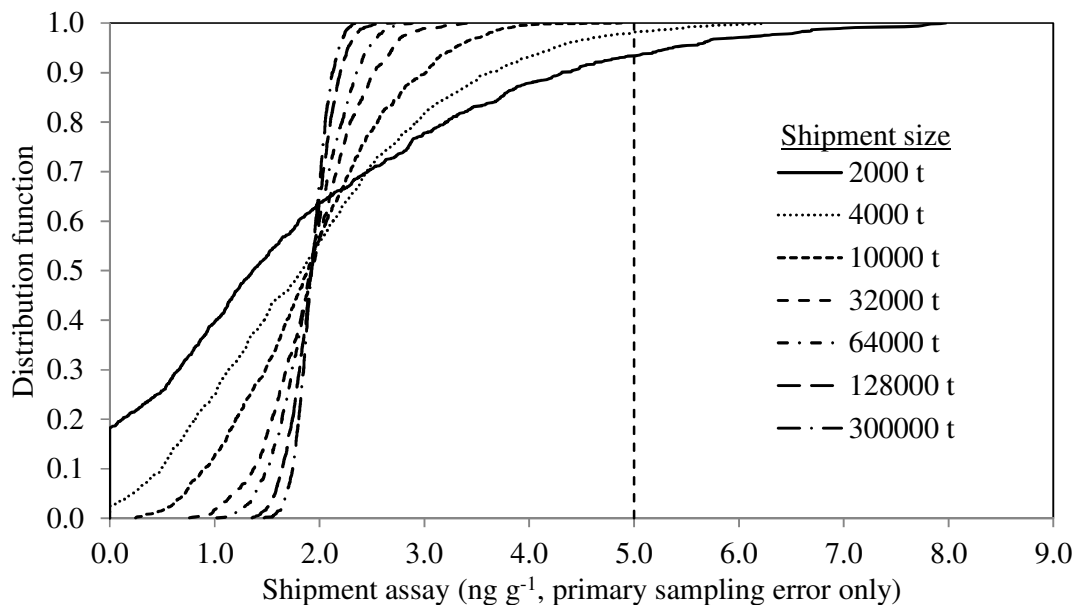 Distribution function
1.0
0.9
0.8
0.7
0.6
0.5
0.4
0.3
0.2
0.1
0.0
Shipment size
2000 t
4000 t
10000 t
32000 t
64000 t
128000 t
300000 t
0.0 1.0 2.0 3.0 4.0 5.0 6.0 7.0 8.0 9.0
Shipment assay (ng g⁻¹, primary sampling error only)